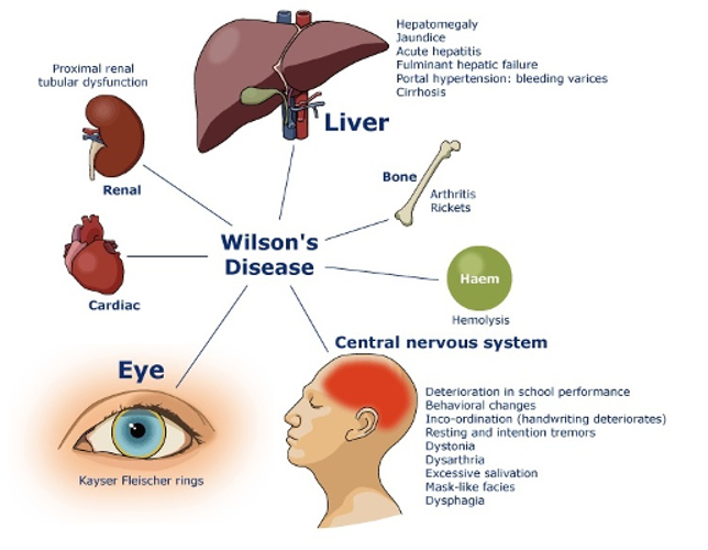 Hepatomegaly
Jaundice
Acute hepatitis
Fulminant hepatic failure
Portal hypertension: bleeding varices
Cirrhosis
Liver
Proximal renal
tubular dysfunction
Renal
Bone
Arthritis
Rickets
Wilson's
Disease
Cardiac
Haem
Hemolysis
Eye
Kayser Fleischer rings
Central nervous system
Deterioration in school performance
Behavioral changes
Inco-ordination (handwriting deteriorates)
Resting and intention tremors
Dystonia
Dysarthria
Excessive salivation
Mask-like facies
Dysphagia